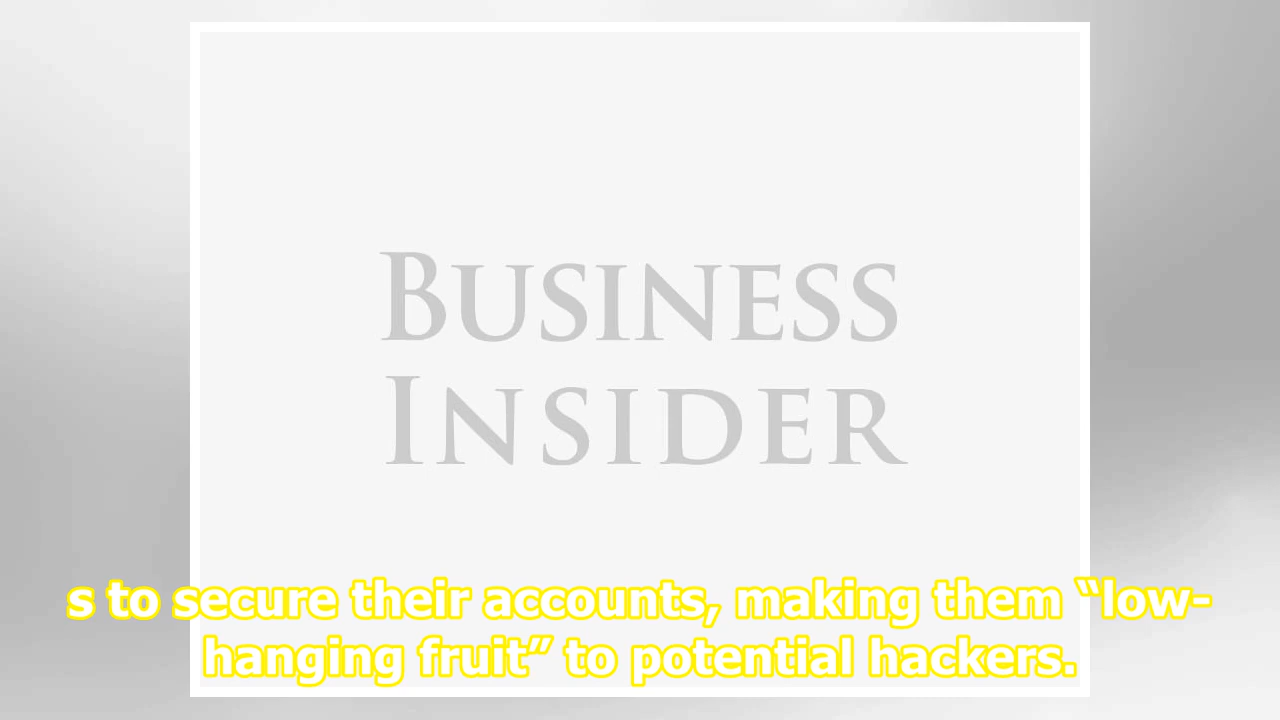 BUSINESS
INSIDER
s to secure their accounts, making them “low-
hanging fruit” to potential hackers.